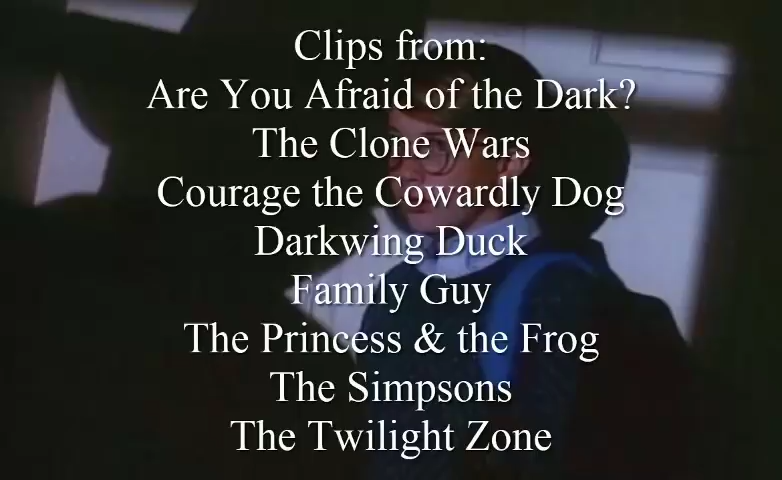 Clips from:
Are You Afraid of the Dark?
The Clone Wars
Courage the Cowardly Dog
Darkwing Duck
Family Guy
The Princess & the Frog
The Simpsons
The Twilight Zone